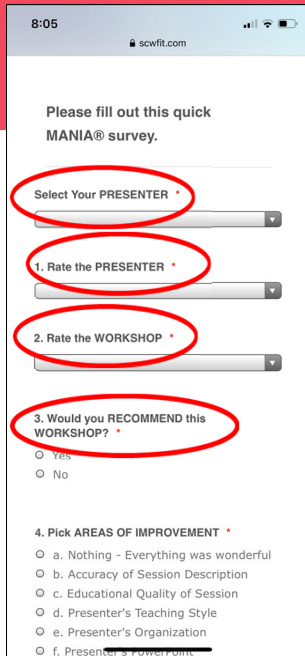 8:05
scwfit.com
Please fill out this quick
MANIA® survey.
Select Your PRESENTER *
1. Rate the PRESENTER *
2. Rate the WORKSHOP *
3. Would you RECOMMEND this
WORKSHOP? *
Yes
No
4. Pick AREAS OF IMPROVEMENT *
a. Nothing - Everything was wonderful
b. Accuracy of Session Description
c. Educational Quality of Session
d. Presenter's Teaching Style
e. Presenter's Organization
f. Presenter's PowerPoint